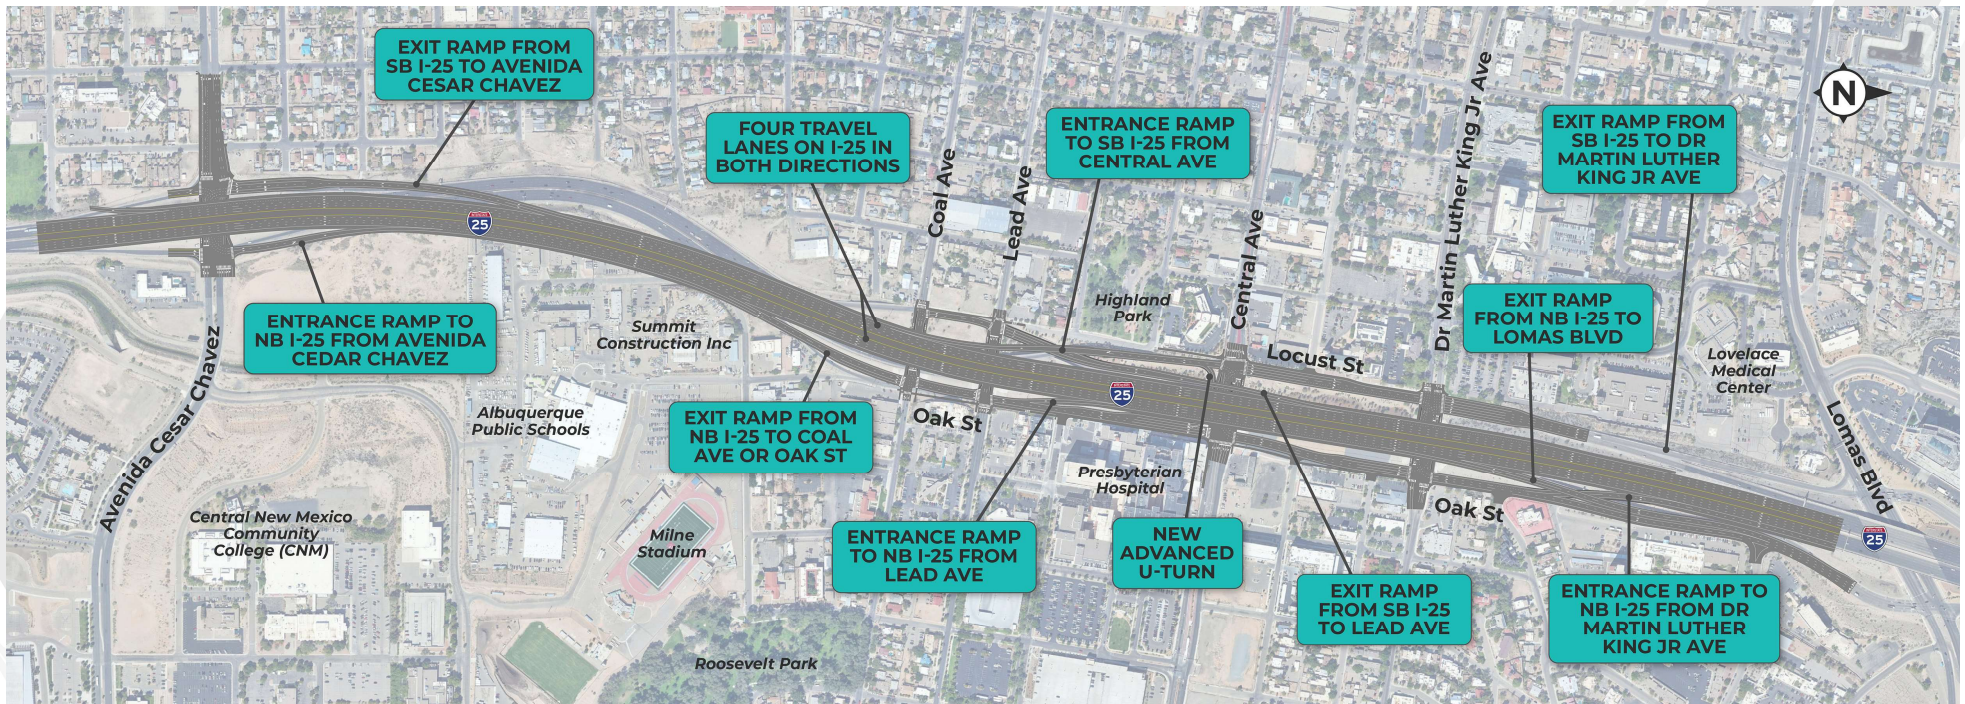 EXIT RAMP FROM
SB I-25 TO AVENIDA
CESAR CHAVEZ
FOUR TRAVEL
LANES ON I-25 IN
BOTH DIRECTIONS
ENTRANCE RAMP
TO SB I-25 FROM
CENTRAL AVE
EXIT RAMP FROM
SB I-25 TO DR
MARTIN LUTHER
KING JR AVE
N
Coal Ave
Lead Ave
Central Ave
Dr Martin Luther King Jr Ave
INTERSTATE
25
ENTRANCE RAMP TO
NB I-25 FROM AVENIDA
CEDAR CHAVEZ
Summit
Construction Inc
Highland
Park
EXIT RAMP
FROM NB I-25 TO
LOMAS BLVD
Locust St
Lovelace
Medical
Center
Avenida Cesar Chavez
Albuquerque
Public Schools
EXIT RAMP FROM
NB I-25 TO COAL
AVE OR OAK ST
Oak St
INTERSTATE
25
Lomas Blvd
Presbyterian
Hospital
Oak St
Central New Mexico
Community
College (CNM)
Milne
Stadium
ENTRANCE RAMP
TO NB I-25 FROM
LEAD AVE
NEW
ADVANCED
U-TURN
EXIT RAMP
FROM SB I-25
TO LEAD AVE
ENTRANCE RAMP TO
NB I-25 FROM DR
MARTIN LUTHER
KING JR AVE
INTERSTATE
25
Roosevelt Park